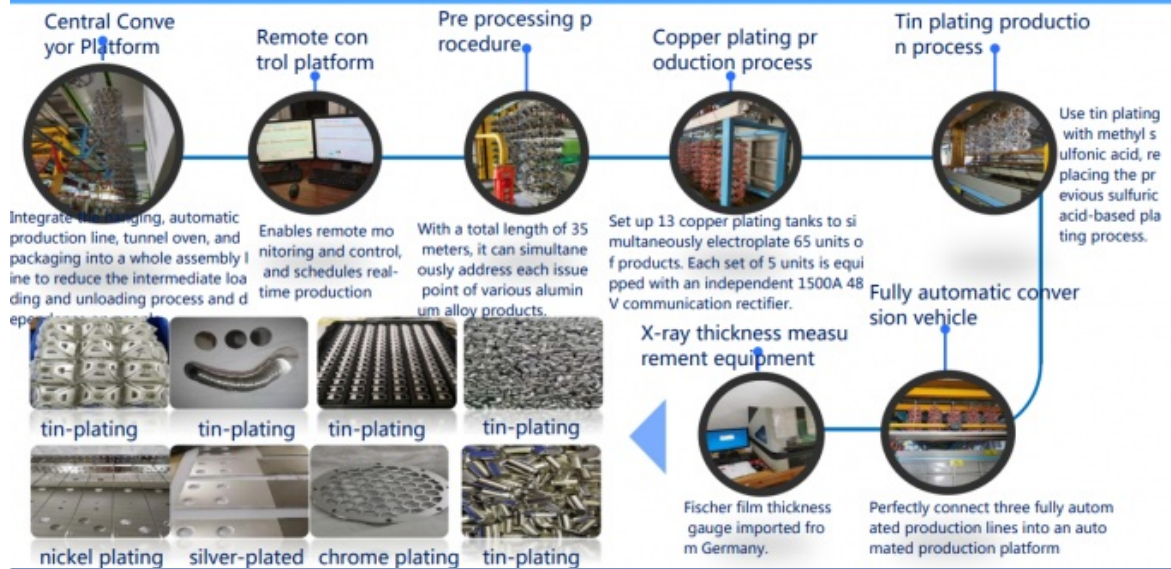 Central Conve
yor Platform
Integrate the hanging, automatic
production line, tunnel oven, and
packaging into a whole assembly l
ine to reduce the intermediate loa
ding and unloading process and d
Remote con
trol platform
Enables remote mo
nitoring and control,
and schedules real-
time production
Pre processing p
rocedure
With a total length of 35
meters, it can simultane
ously address each issue
point of various alumin
um alloy products.
Copper plating pr
oduction process
Set up 13 copper plating tanks to si
multaneously electroplate 65 units o
f products. Each set of 5 units is equi
pped with an independent 1500A 48
V communication rectifier.
Tin plating productio
n process
Use tin plating
with methyl s
ulfonic acid, re
placing the pr
evious sulfuric
acid-based pla
ting process.
Fully automatic conver
sion vehicle
Perfectly connect three fully autom
ated production lines into an auto
mated production platform
X-ray thickness measu
rement equipment
Fischer film thickness
gauge imported fro
m Germany.
tin-plating
tin-plating
tin-plating
tin-plating
nickel plating
silver-plated
chrome plating
tin-plating